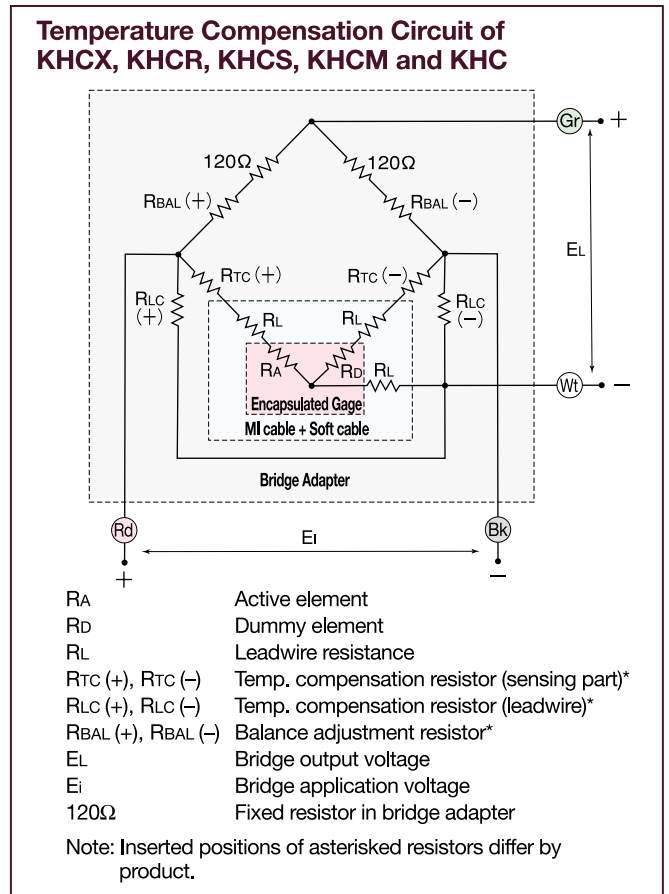 Temperature Compensation Circuit of
KHCX, KHCR, KHCS, KHCM and KHC
Gr +
120Ω 120Ω
RBAL (+) RBAL (−)
EL
RTC (+) RTC (−)
RLC (+) RLC (−)
RL RL
RA RD RL
Wt −
Encapsulated Gage
MI cable + Soft cable
Bridge Adapter
Rd EI Bk
+ −
RA Active element
RD Dummy element
RL Leadwire resistance
RTC (+), RTC (−) Temp. compensation resistor (sensing part)*
RLC (+), RLC (−) Temp. compensation resistor (leadwire)*
RBAL (+), RBAL (−) Balance adjustment resistor*
EL Bridge output voltage
Ei Bridge application voltage
120Ω Fixed resistor in bridge adapter
Note: Inserted positions of asterisked resistors differ by
product.